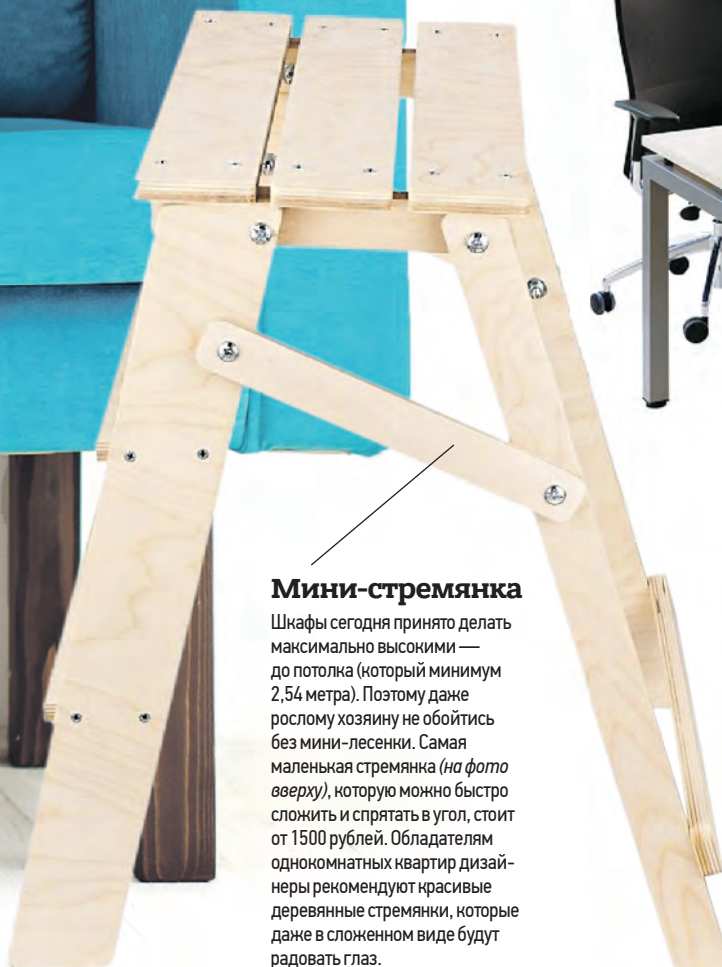 Мини-стремянка
Шкафы сегодня принято делать
максимально высокими —
до потолка (который минимум
2,54 метра). Поэтому даже
рослому хозяину не обойтись
без мини-лесенки. Самая
маленькая стремянка (на фото
вверху), которую можно быстро
сложить и спрятать в угол, стоит
от 1500 рублей. Обладателям
однокомнатных квартир дизай-
неры рекомендуют красивые
деревянные стремянки, которые
даже в сложенном виде будут
радовать глаз.